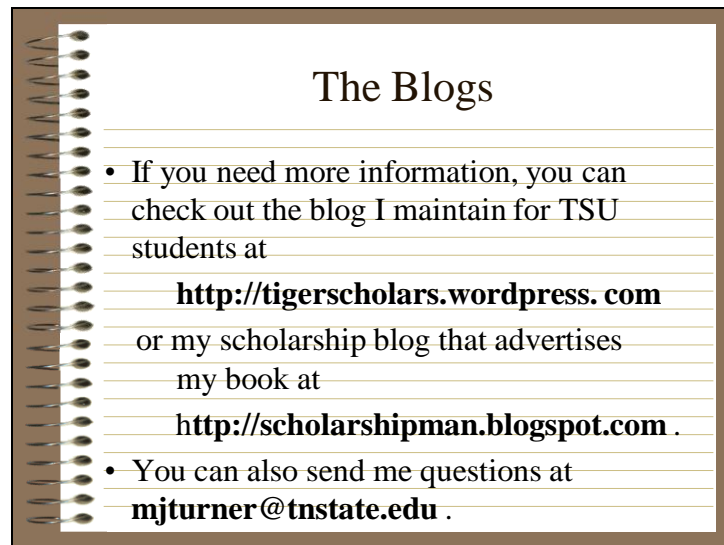 The Blogs
• If you need more information, you can
check out the blog I maintain for TSU
students at
http://tigerscholars.wordpress. com
or my scholarship blog that advertises
my book at
http://scholarshipman.blogspot.com .
• You can also send me questions at
mjturner@tnstate.edu .